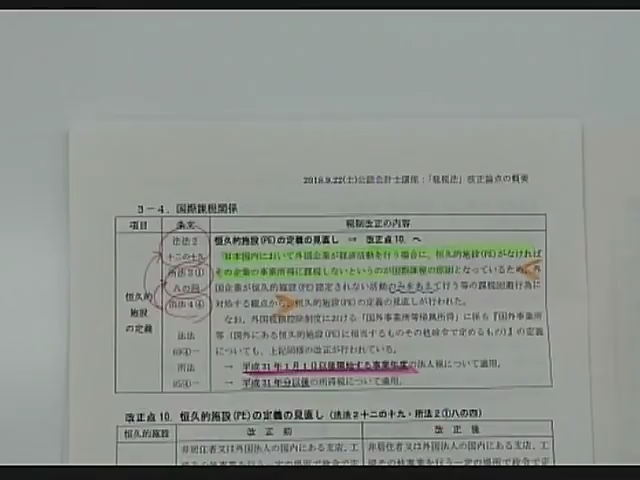 2018.9.22(土)公認会計士講座:「租税法」改正論点の概要
3-4. 国際課税関係
項目 条文 税制改正の内容
恒久的施設の定義
法法2
十二の十九
所法2①
八の四
法法4④
恒久的施設(PE)の定義の見直し ⇒ 改正点10. へ
日本国内において外国企業が経済活動を行う場合に、恒久的施設(PE)がなければ
その企業の事業所得に課税しないというのが国際課税の原則となっているため、外
国企業が恒久的施設(PE)認定されない活動のみをあえて行う等の課税回避行為に
対処する観点から、恒久的施設(PE)の定義の見直しが行われた。
なお、外国税額控除制度における「国外事業所等帰属所得」に係る『国外事業所
等(国外にある恒久的施設(PE)に相当するものその他政令で定めるもの)』の定義
についても、上記同様の改正が行われている。
法法
69④一
所法
95④一
→ 平成31年1月1日以後開始する事業年度の法人税について適用。
→ 平成31年分以後の所得税について適用。
改正点10. 恒久的施設(PE)の定義の見直し (法法2十二の十九・所法2①八の四)
恒久的施設 改正前 改正後
非居住者又は外国法人の国内にある支店、工 非居住者又は外国法人の国内にある支店、工